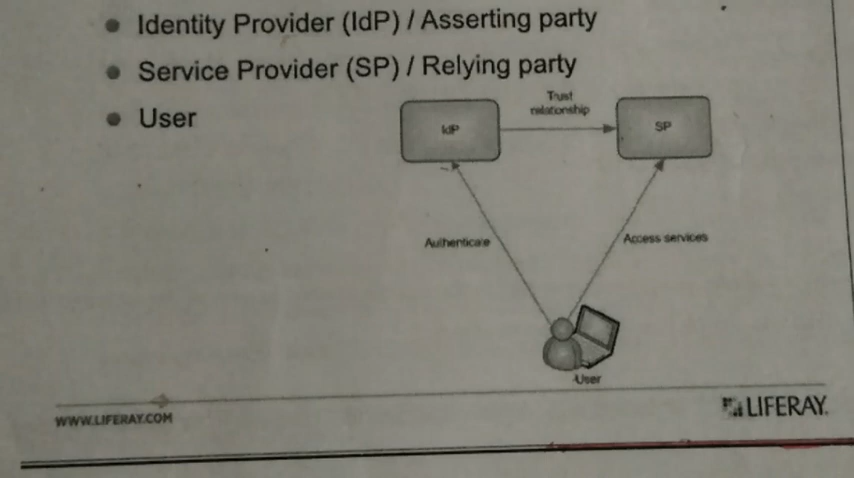 Identity Provider (IdP) / Asserting party
Service Provider (SP) / Relying party
User
Trust
relationship
IdP
SP
Authenticate
Access services
User
WWW.LIFERAY.COM
LIFERAY.